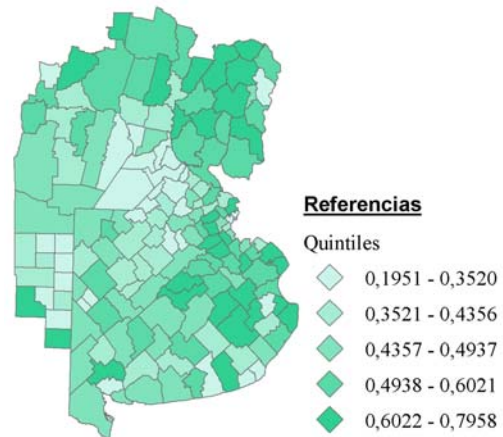 Referencias
Quintiles
0,1951 - 0,3520
0,3521 - 0,4356
0,4357 - 0,4937
0,4938 - 0,6021
0,6022 - 0,7958